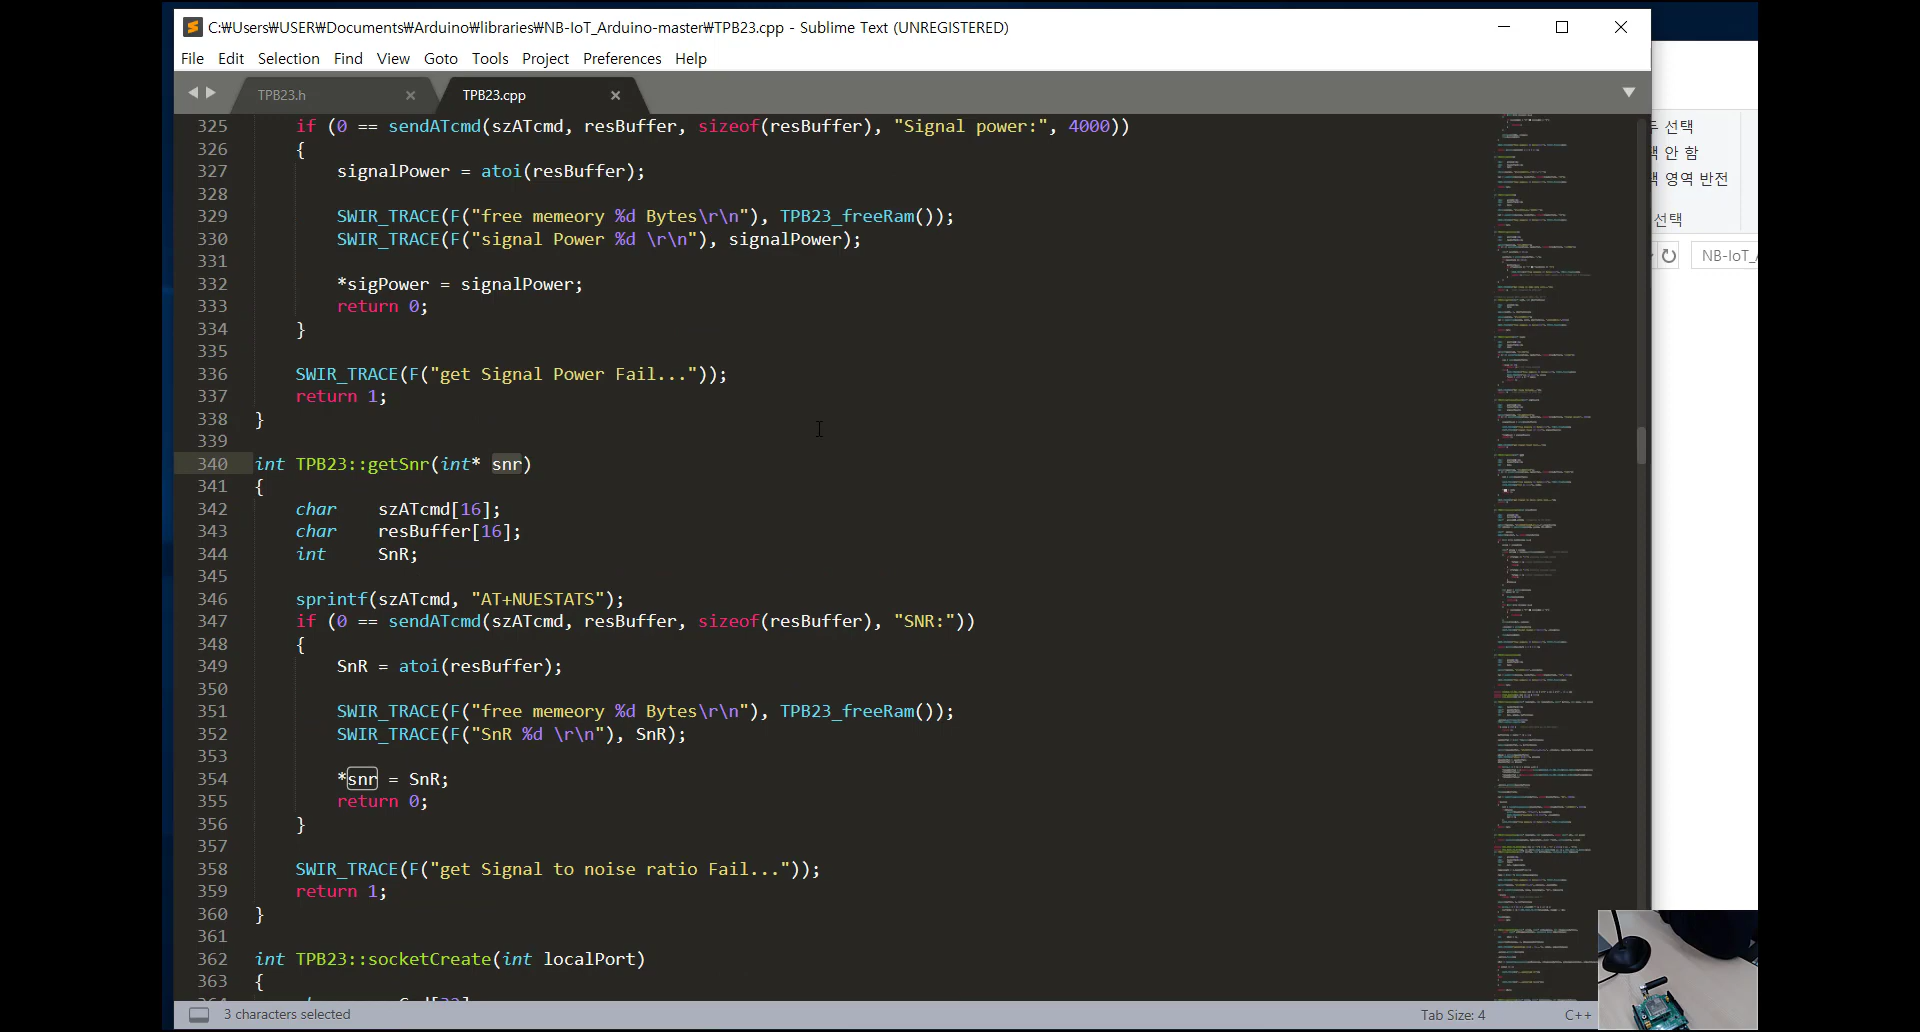 C:₩Users₩USER₩Documents₩Arduino₩libraries₩NB-IoT_Arduino-master₩TPB23.cpp - Sublime Text (UNREGISTERED)
File Edit Selection Find View Goto Tools Project Preferences Help
TPB23.h TPB23.cpp
325 if (0 == sendATcmd(szATcmd, resBuffer, sizeof(resBuffer), "Signal power:", 4000))
326 {
327 signalPower = atoi(resBuffer);
328
329 SWIR_TRACE(F("free memeory %d Bytes\r\n"), TPB23_freeRam());
330 SWIR_TRACE(F("signal Power %d \r\n"), signalPower);
331
332 *sigPower = signalPower;
333 return 0;
334 }
335
336 SWIR_TRACE(F("get Signal Power Fail..."));
337 return 1;
338 }
339
340 int TPB23::getSnr(int* snr)
341 {
342 char szATcmd[16];
343 char resBuffer[16];
344 int SnR;
345
346 sprintf(szATcmd, "AT+NUESTATS");
347 if (0 == sendATcmd(szATcmd, resBuffer, sizeof(resBuffer), "SNR:"))
348 {
349 SnR = atoi(resBuffer);
350
351 SWIR_TRACE(F("free memeory %d Bytes\r\n"), TPB23_freeRam());
352 SWIR_TRACE(F("SnR %d \r\n"), SnR);
353
354 *snr = SnR;
355 return 0;
356 }
357
358 SWIR_TRACE(F("get Signal to noise ratio Fail..."));
359 return 1;
360 }
361
362 int TPB23::socketCreate(int localPort)
363 {
3 characters selected Tab Size: 4 C++
선택
안 함
영역 반전
선택
NB-IoT_